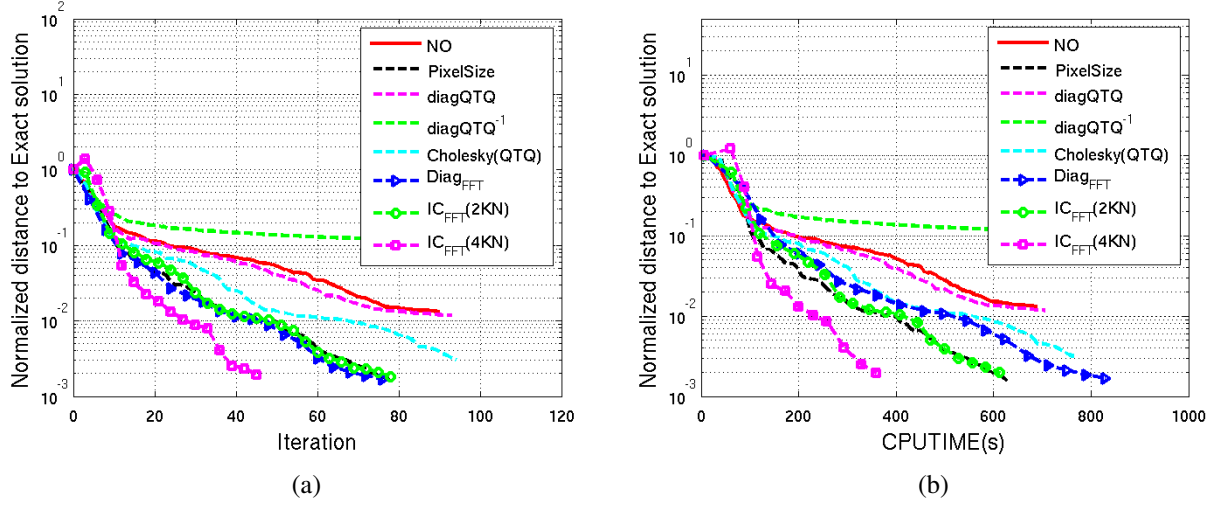 10^2
10^1
10^0
10^-1
10^-2
10^-3
Normalized distance to Exact solution
0 20 40 60 80 100 120
Iteration
NO
PixelSize
diagQTQ
diagQTQ^-1
Cholesky(QTQ)
Diag_FFT
IC_FFT(2KN)
IC_FFT(4KN)
(a)
10^1
10^0
10^-1
10^-2
10^-3
Normalized distance to Exact solution
0 200 400 600 800 1000
CPUTIME(s)
NO
PixelSize
diagQTQ
diagQTQ^-1
Cholesky(QTQ)
Diag_FFT
IC_FFT(2KN)
IC_FFT(4KN)
(b)